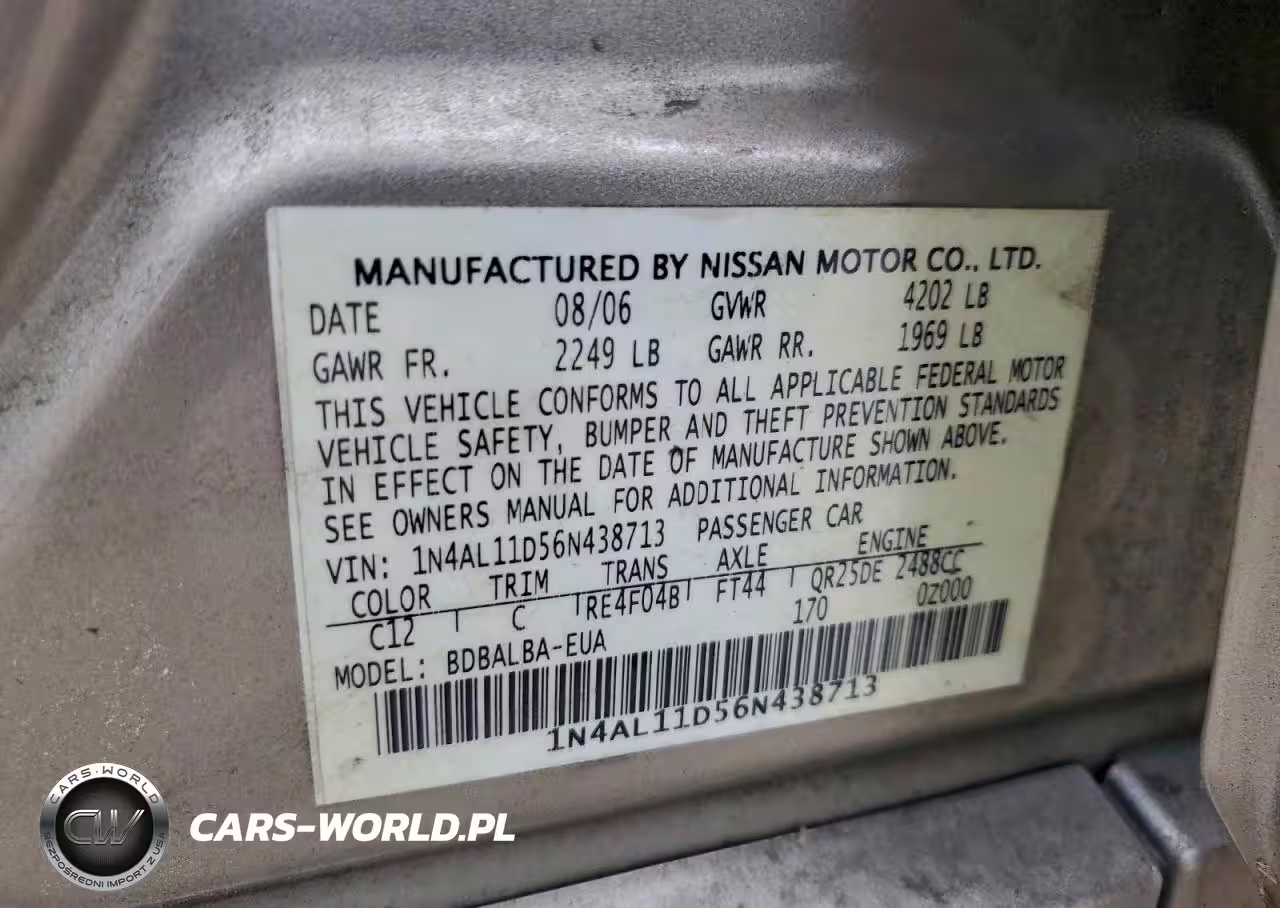 MANUFACTURED BY NISSAN MOTOR CO., LTD.
DATE 08/06 GVWR 4202 LB
GAWR FR. 2249 LB GAWR RR. 1969 LB
THIS VEHICLE CONFORMS TO ALL APPLICABLE FEDERAL MOTOR
VEHICLE SAFETY, BUMPER AND THEFT PREVENTION STANDARDS
IN EFFECT ON THE DATE OF MANUFACTURE SHOWN ABOVE.
SEE OWNERS MANUAL FOR ADDITIONAL INFORMATION.
VIN: 1N4AL11D56N438713 PASSENGER CAR
COLOR TRIM TRANS AXLE ENGINE
C12 C RE4F04B FT44 QR25DE 2488CC
MODEL: BDBALBA-EUA 170 0Z000
1N4AL11D56N438713
CARS-WORLD
CW
BEZPOŚREDNI IMPORT Z USA
CARS-WORLD.PL